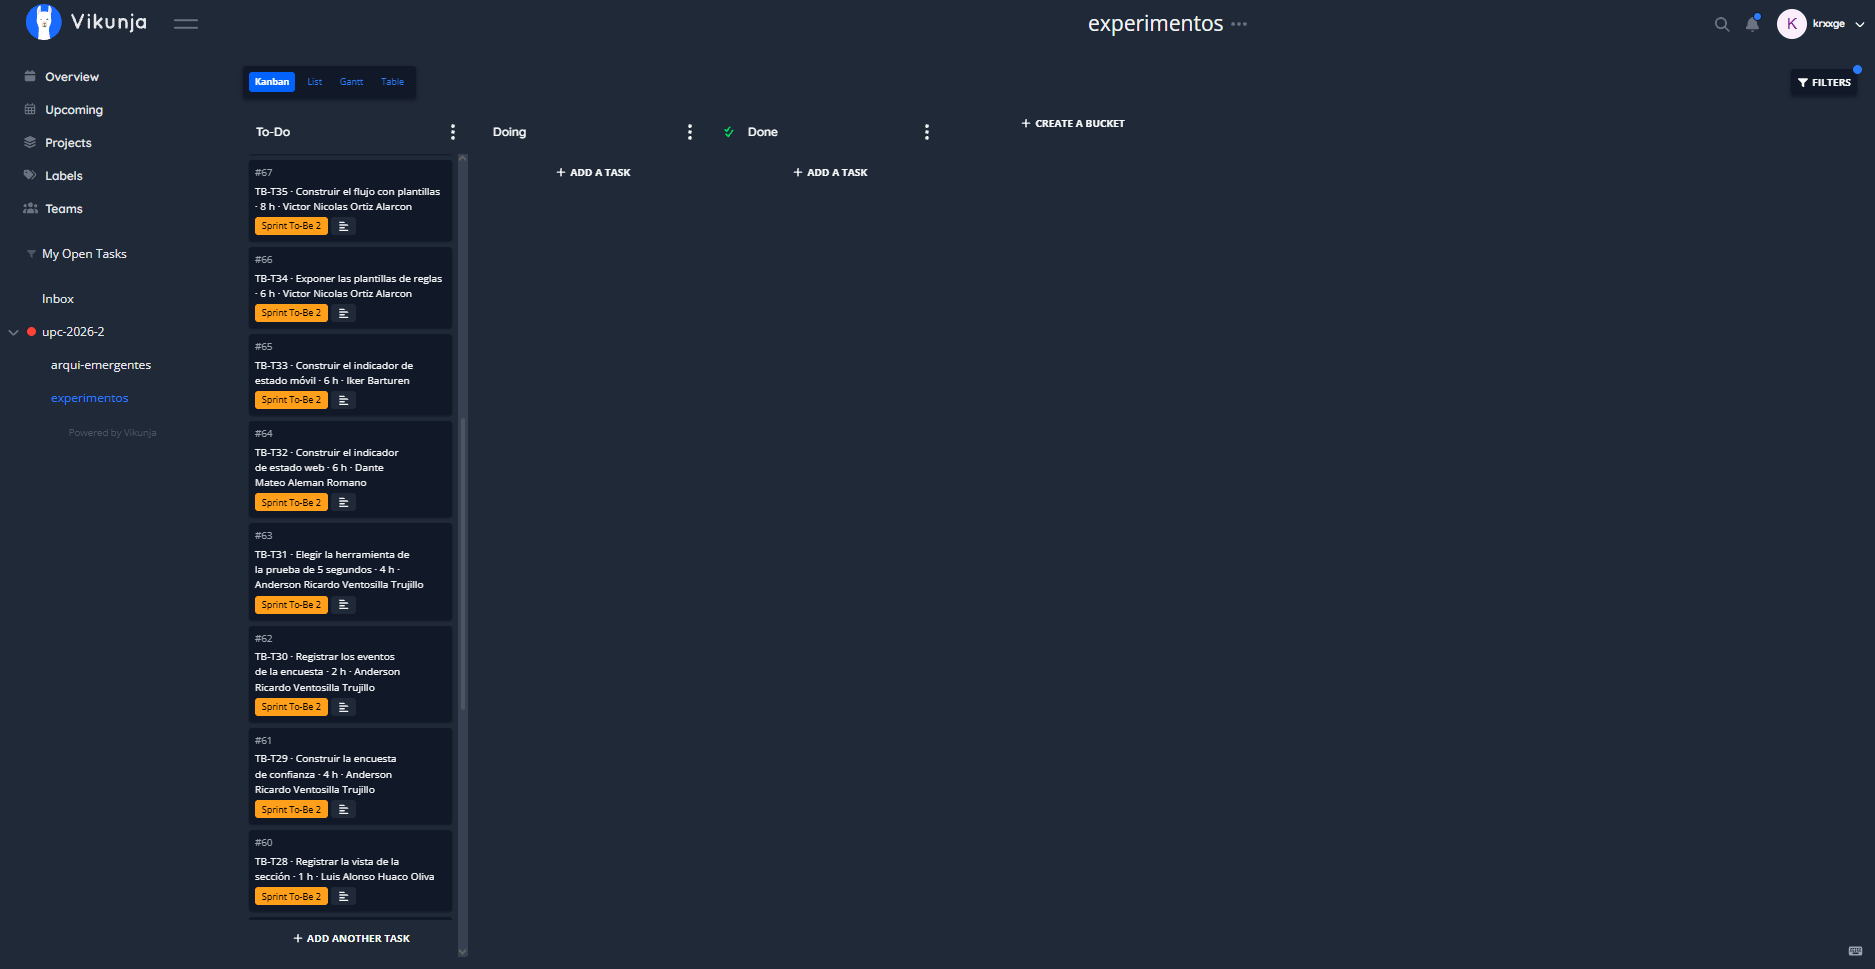 Vikunja
experimentos
K
krxxge
Overview
Upcoming
Projects
Labels
Teams
My Open Tasks
Inbox
upc-2026-2
arqui-emergentes
experimentos
Powered by Vikunja
Kanban
List
Gantt
Table
FILTERS
To-Do
#67
TB-T35 · Construir el flujo con plantillas
· 8 h · Victor Nicolas Ortiz Alarcon
Sprint To-Be 2
#66
TB-T34 · Exponer las plantillas de reglas
· 6 h · Victor Nicolas Ortiz Alarcon
Sprint To-Be 2
#65
TB-T33 · Construir el indicador de
estado móvil · 6 h · Iker Barturen
Sprint To-Be 2
#64
TB-T32 · Construir el indicador
de estado web · 6 h · Dante
Mateo Aleman Romano
Sprint To-Be 2
#63
TB-T31 · Elegir la herramienta de
la prueba de 5 segundos · 4 h ·
Anderson Ricardo Ventosilla Trujillo
Sprint To-Be 2
#62
TB-T30 · Registrar los eventos
de la encuesta · 2 h · Anderson
Ricardo Ventosilla Trujillo
Sprint To-Be 2
#61
TB-T29 · Construir la encuesta
de confianza · 4 h · Anderson
Ricardo Ventosilla Trujillo
Sprint To-Be 2
#60
TB-T28 · Registrar la vista de la
sección · 1 h · Luis Alonso Huaco Oliva
Sprint To-Be 2
+ ADD ANOTHER TASK
Doing
+ ADD A TASK
Done
+ ADD A TASK
+ CREATE A BUCKET